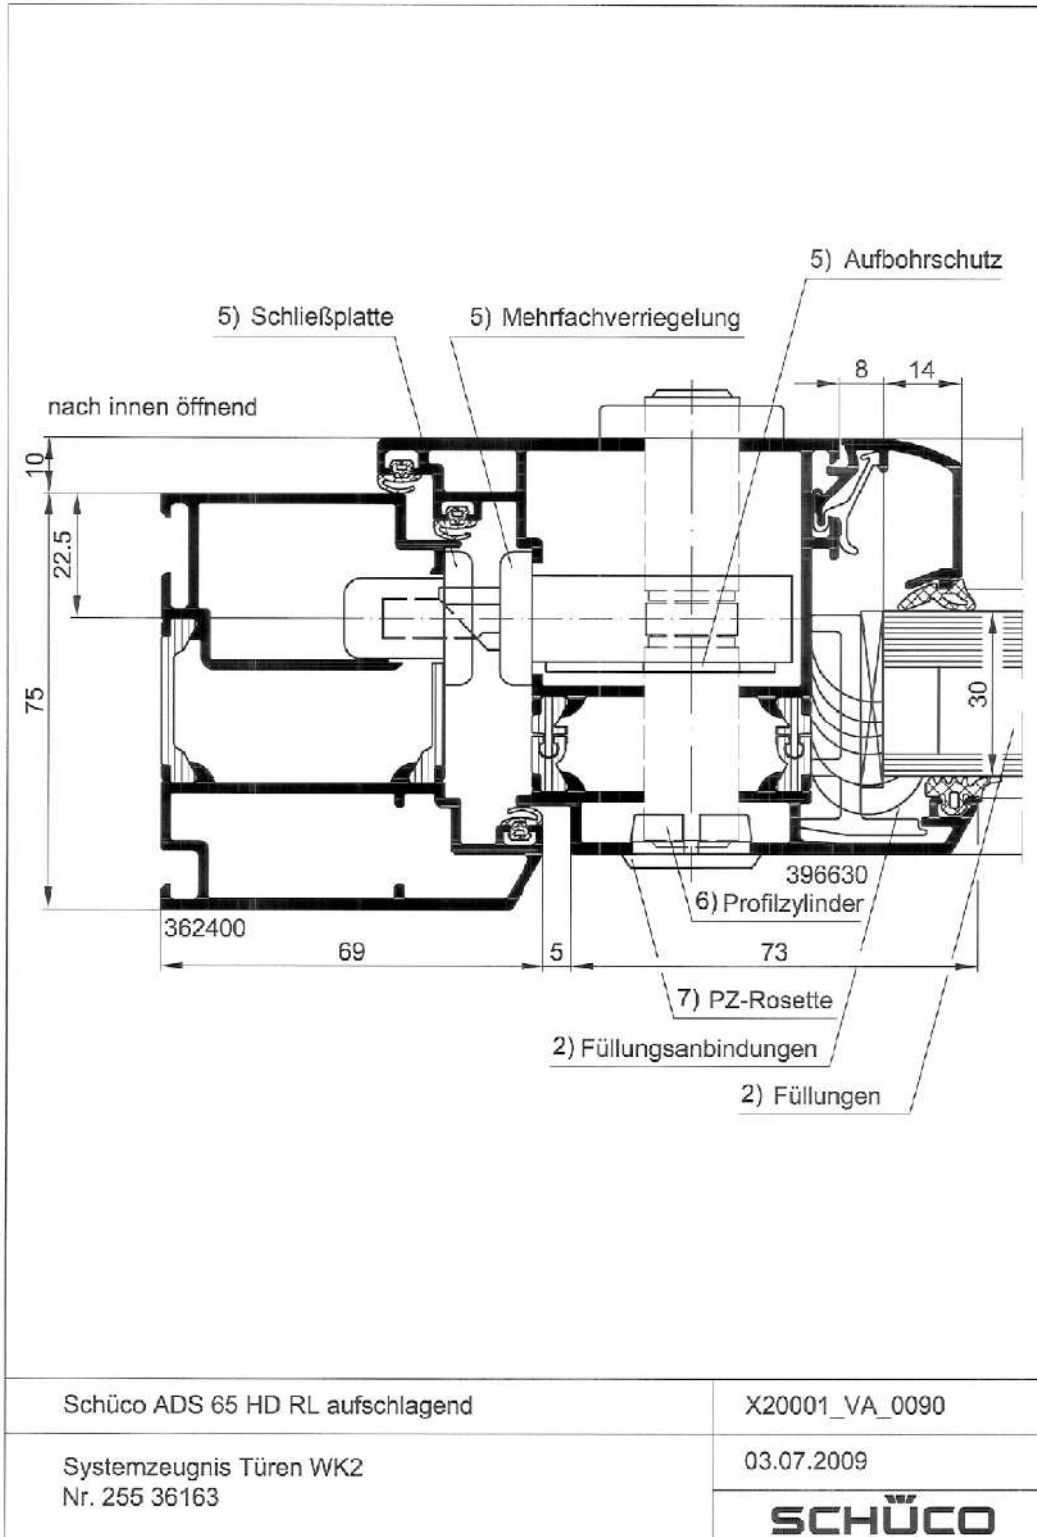 5) Aufbohrschutz
5) Schließplatte
5) Mehrfachverriegelung
8
14
nach innen öffnend
10
22.5
75
30
396630
6) Profilzylinder
362400
69
5
73
7) PZ-Rosette
2) Füllungsanbindungen
2) Füllungen
Schüco ADS 65 HD RL aufschlagend
X20001_VA_0090
Systemzeugnis Türen WK2
Nr. 255 36163
03.07.2009
SCHÜCO